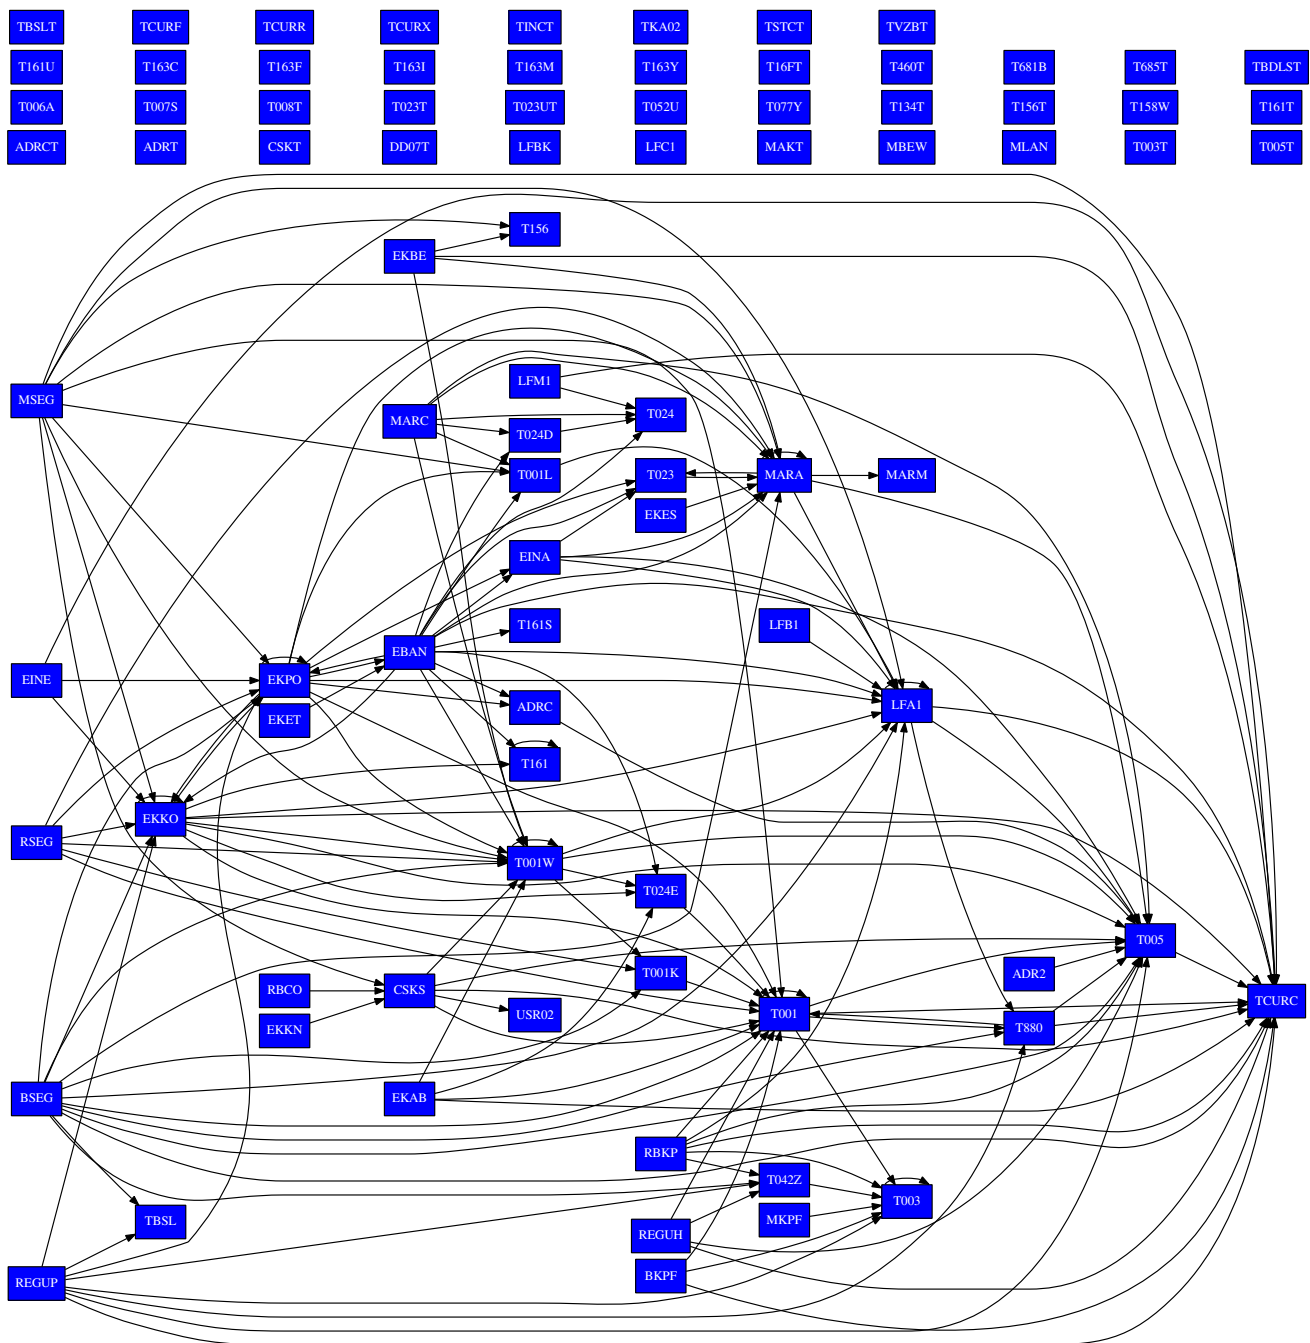 TBSLT TCURF TCURR TCURX TINCT TKA02 TSTCT TVZBT
T161U T163C T163F T163I T163M T163Y T16FT T460T T681B T685T TBDLST
T006A T007S T008T T023T T023UT T052U T077Y T134T T156T T158W T161T
ADRCT ADRT CSKT DD07T LFBK LFC1 MAKT MBEW MLAN T003T T005T
T156
EKBE
LFM1
MSEG
T024
MARC
T024D
T001L T023 MARA MARM
EKES
EINA
T161S LFB1
EBAN
EINE EKPO
ADRC LFA1
EKET
T161
EKKO
RSEG
T001W
T024E
T005
T001K ADR2
RBCO CSKS
TCURC
USR02 T001
EKKN T880
BSEG EKAB
RBKP
T042Z
T003
TBSL MKPF
REGUH
BKPF
REGUP